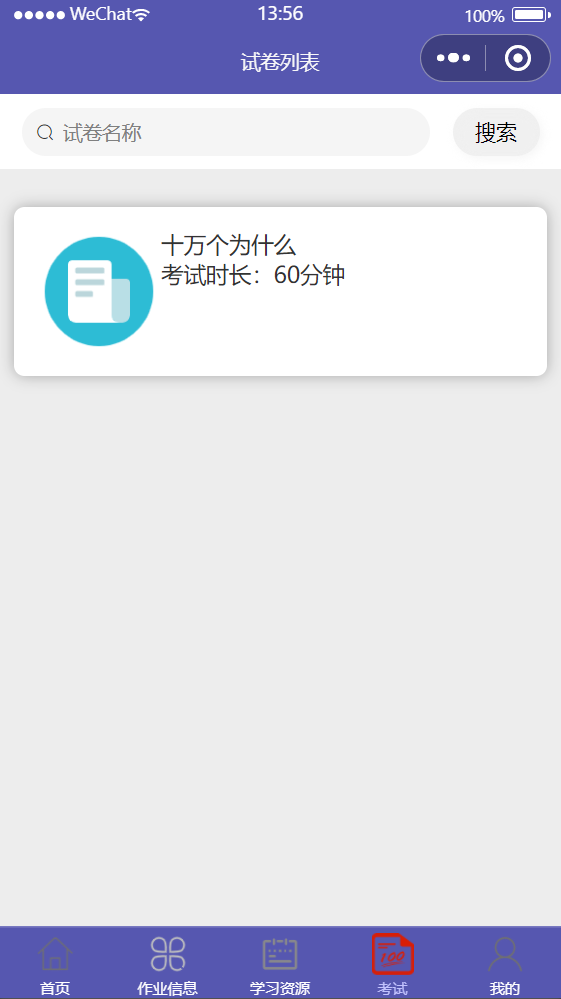 WeChat 13:56 100%
试卷列表
试卷名称 搜索
十万个为什么
考试时长：60分钟
100
首页 作业信息 学习资源 考试 我的